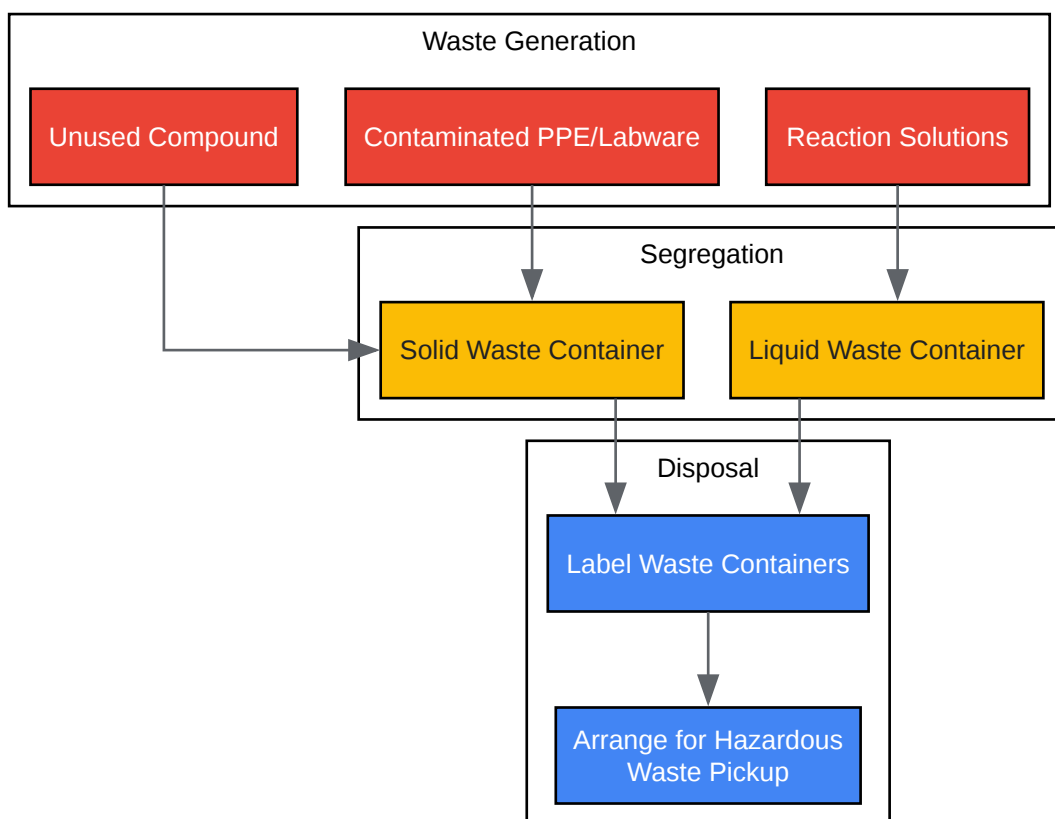 Waste Generation
Unused Compound
Contaminated PPE/Labware
Reaction Solutions
Segregation
Solid Waste Container
Liquid Waste Container
Disposal
Label Waste Containers
Arrange for Hazardous
Waste Pickup